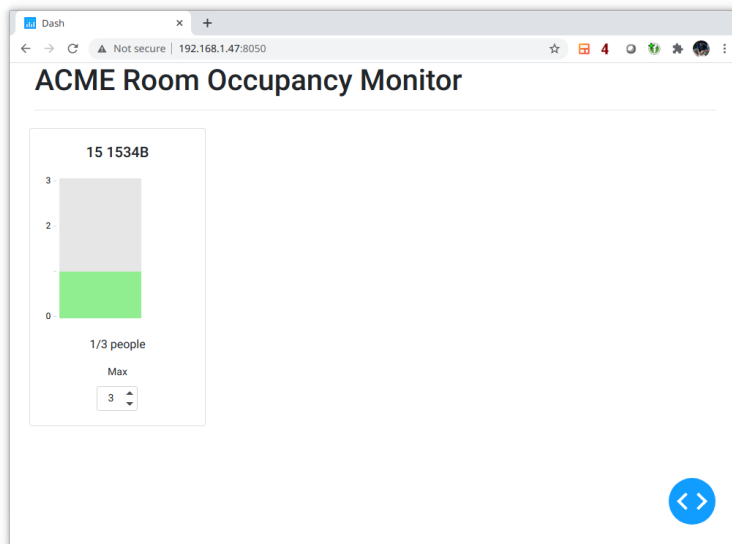 Dash
Not secure | 192.168.1.47:8050
4
ACME Room Occupancy Monitor
15 1534B
3
2
0
1/3 people
Max
3